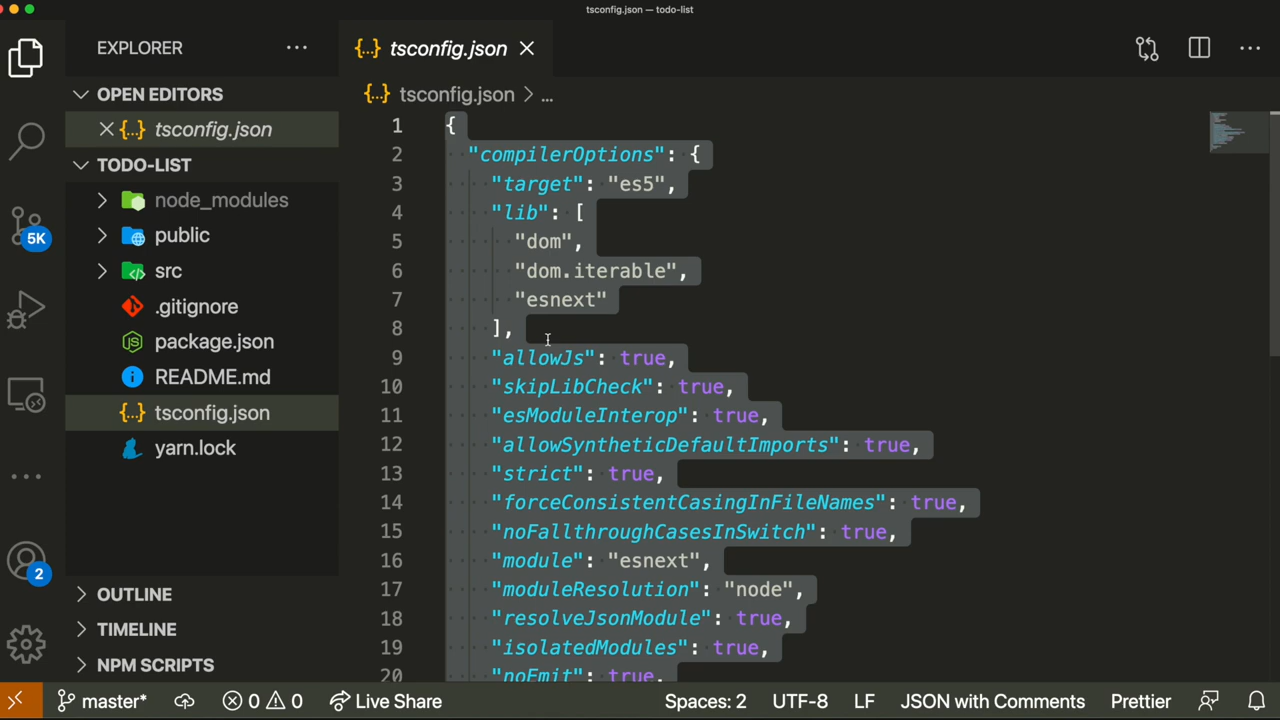 tsconfig.json — todo-list
EXPLORER
tsconfig.json
tsconfig.json > ...
OPEN EDITORS
tsconfig.json
TODO-LIST
node_modules
public
src
.gitignore
package.json
README.md
tsconfig.json
yarn.lock
OUTLINE
TIMELINE
NPM SCRIPTS
5K
2
1 {
2 "compilerOptions": {
3 "target": "es5",
4 "lib": [
5 "dom",
6 "dom.iterable",
7 "esnext"
8 ],
9 "allowJs": true,
10 "skipLibCheck": true,
11 "esModuleInterop": true,
12 "allowSyntheticDefaultImports": true,
13 "strict": true,
14 "forceConsistentCasingInFileNames": true,
15 "noFallthroughCasesInSwitch": true,
16 "module": "esnext",
17 "moduleResolution": "node",
18 "resolveJsonModule": true,
19 "isolatedModules": true,
20 "noEmit": true,
master* 0 0 Live Share Spaces: 2 UTF-8 LF JSON with Comments Prettier